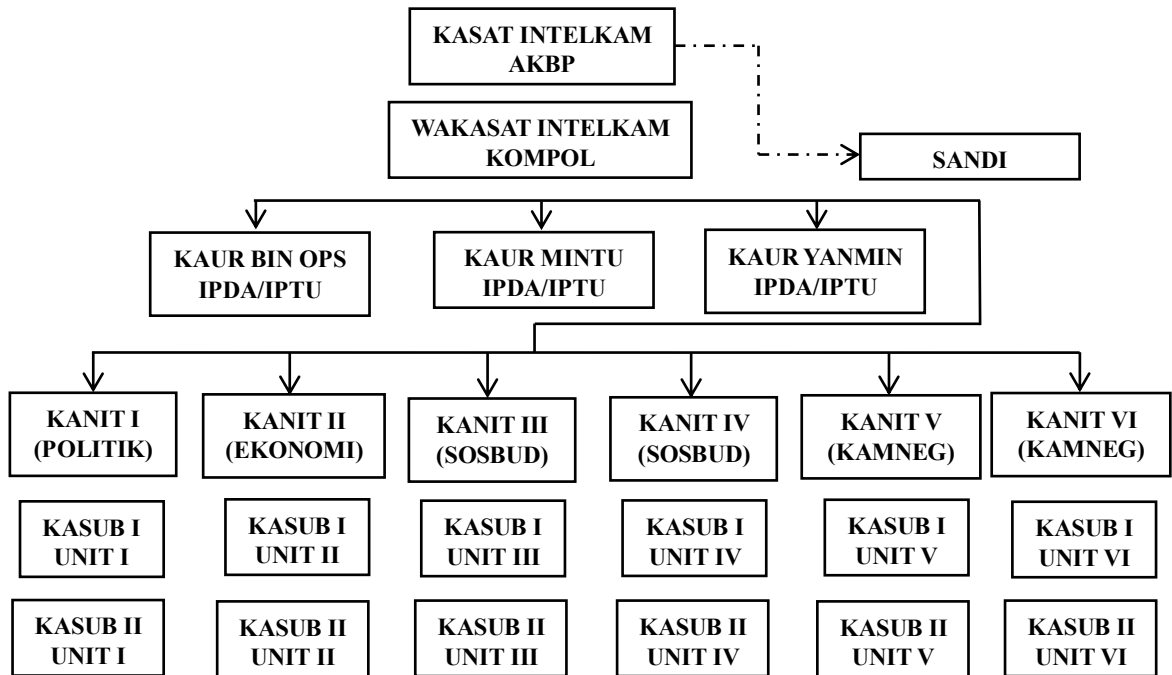 KASAT INTELKAM
AKBP
WAKASAT INTELKAM
KOMPOL
SANDI
KAUR BIN OPS
IPDA/IPTU
KAUR MINTU
IPDA/IPTU
KAUR YANMIN
IPDA/IPTU
KANIT I
(POLITIK)
KANIT II
(EKONOMI)
KANIT III
(SOSBUD)
KANIT IV
(SOSBUD)
KANIT V
(KAMNEG)
KANIT VI
(KAMNEG)
KASUB I
UNIT I
KASUB I
UNIT II
KASUB I
UNIT III
KASUB I
UNIT IV
KASUB I
UNIT V
KASUB I
UNIT VI
KASUB II
UNIT I
KASUB II
UNIT II
KASUB II
UNIT III
KASUB II
UNIT IV
KASUB II
UNIT V
KASUB II
UNIT VI